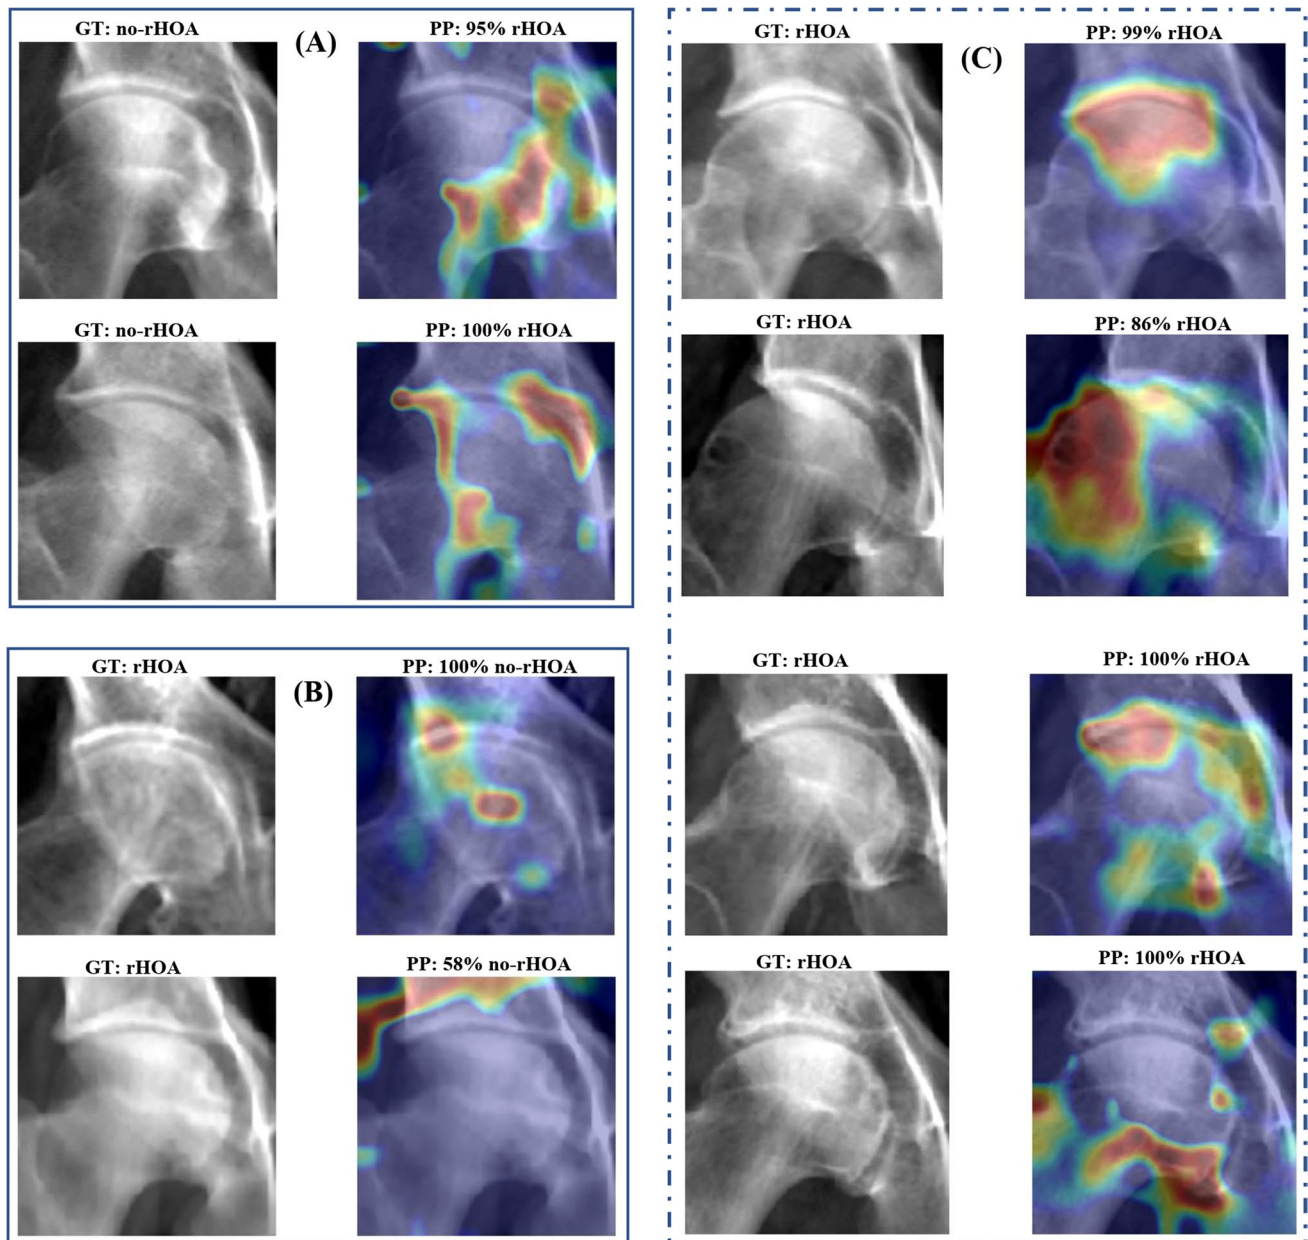 GT: no-rHOA
(A)
PP: 95% rHOA
GT: no-rHOA
PP: 100% rHOA
(B)
GT: rHOA
PP: 100% no-rHOA
GT: rHOA
PP: 58% no-rHOA
(C)
GT: rHOA
PP: 99% rHOA
GT: rHOA
PP: 86% rHOA
GT: rHOA
PP: 100% rHOA
GT: rHOA
PP: 100% rHOA